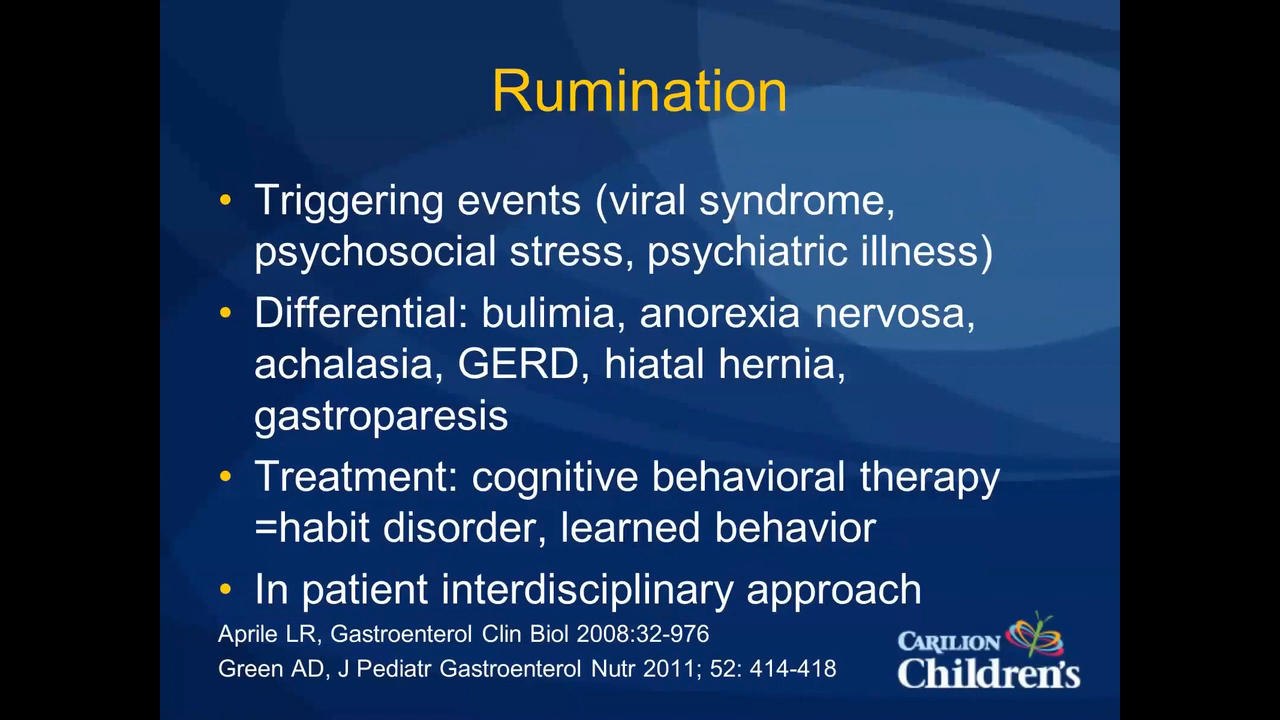 Rumination
• Triggering events (viral syndrome,
psychosocial stress, psychiatric illness)
• Differential: bulimia, anorexia nervosa,
achalasia, GERD, hiatal hernia,
gastroparesis
• Treatment: cognitive behavioral therapy
=habit disorder, learned behavior
• In patient interdisciplinary approach
Aprile LR, Gastroenterol Clin Biol 2008:32-976
Green AD, J Pediatr Gastroenterol Nutr 2011; 52: 414-418
CARILION
Children's